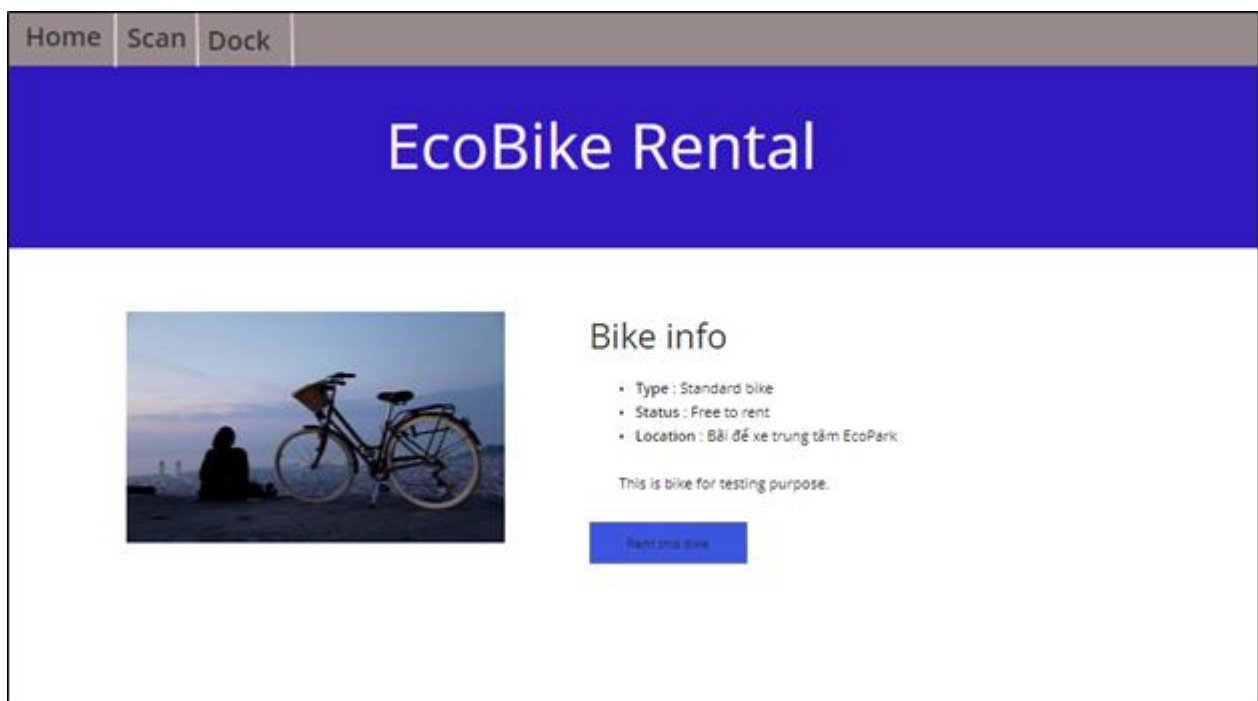 Home Scan Dock
EcoBike Rental
Bike info
• Type : Standard bike
• Status : Free to rent
• Location : Bãi để xe trung tâm EcoPark
This is bike for testing purpose.
Rent this bike